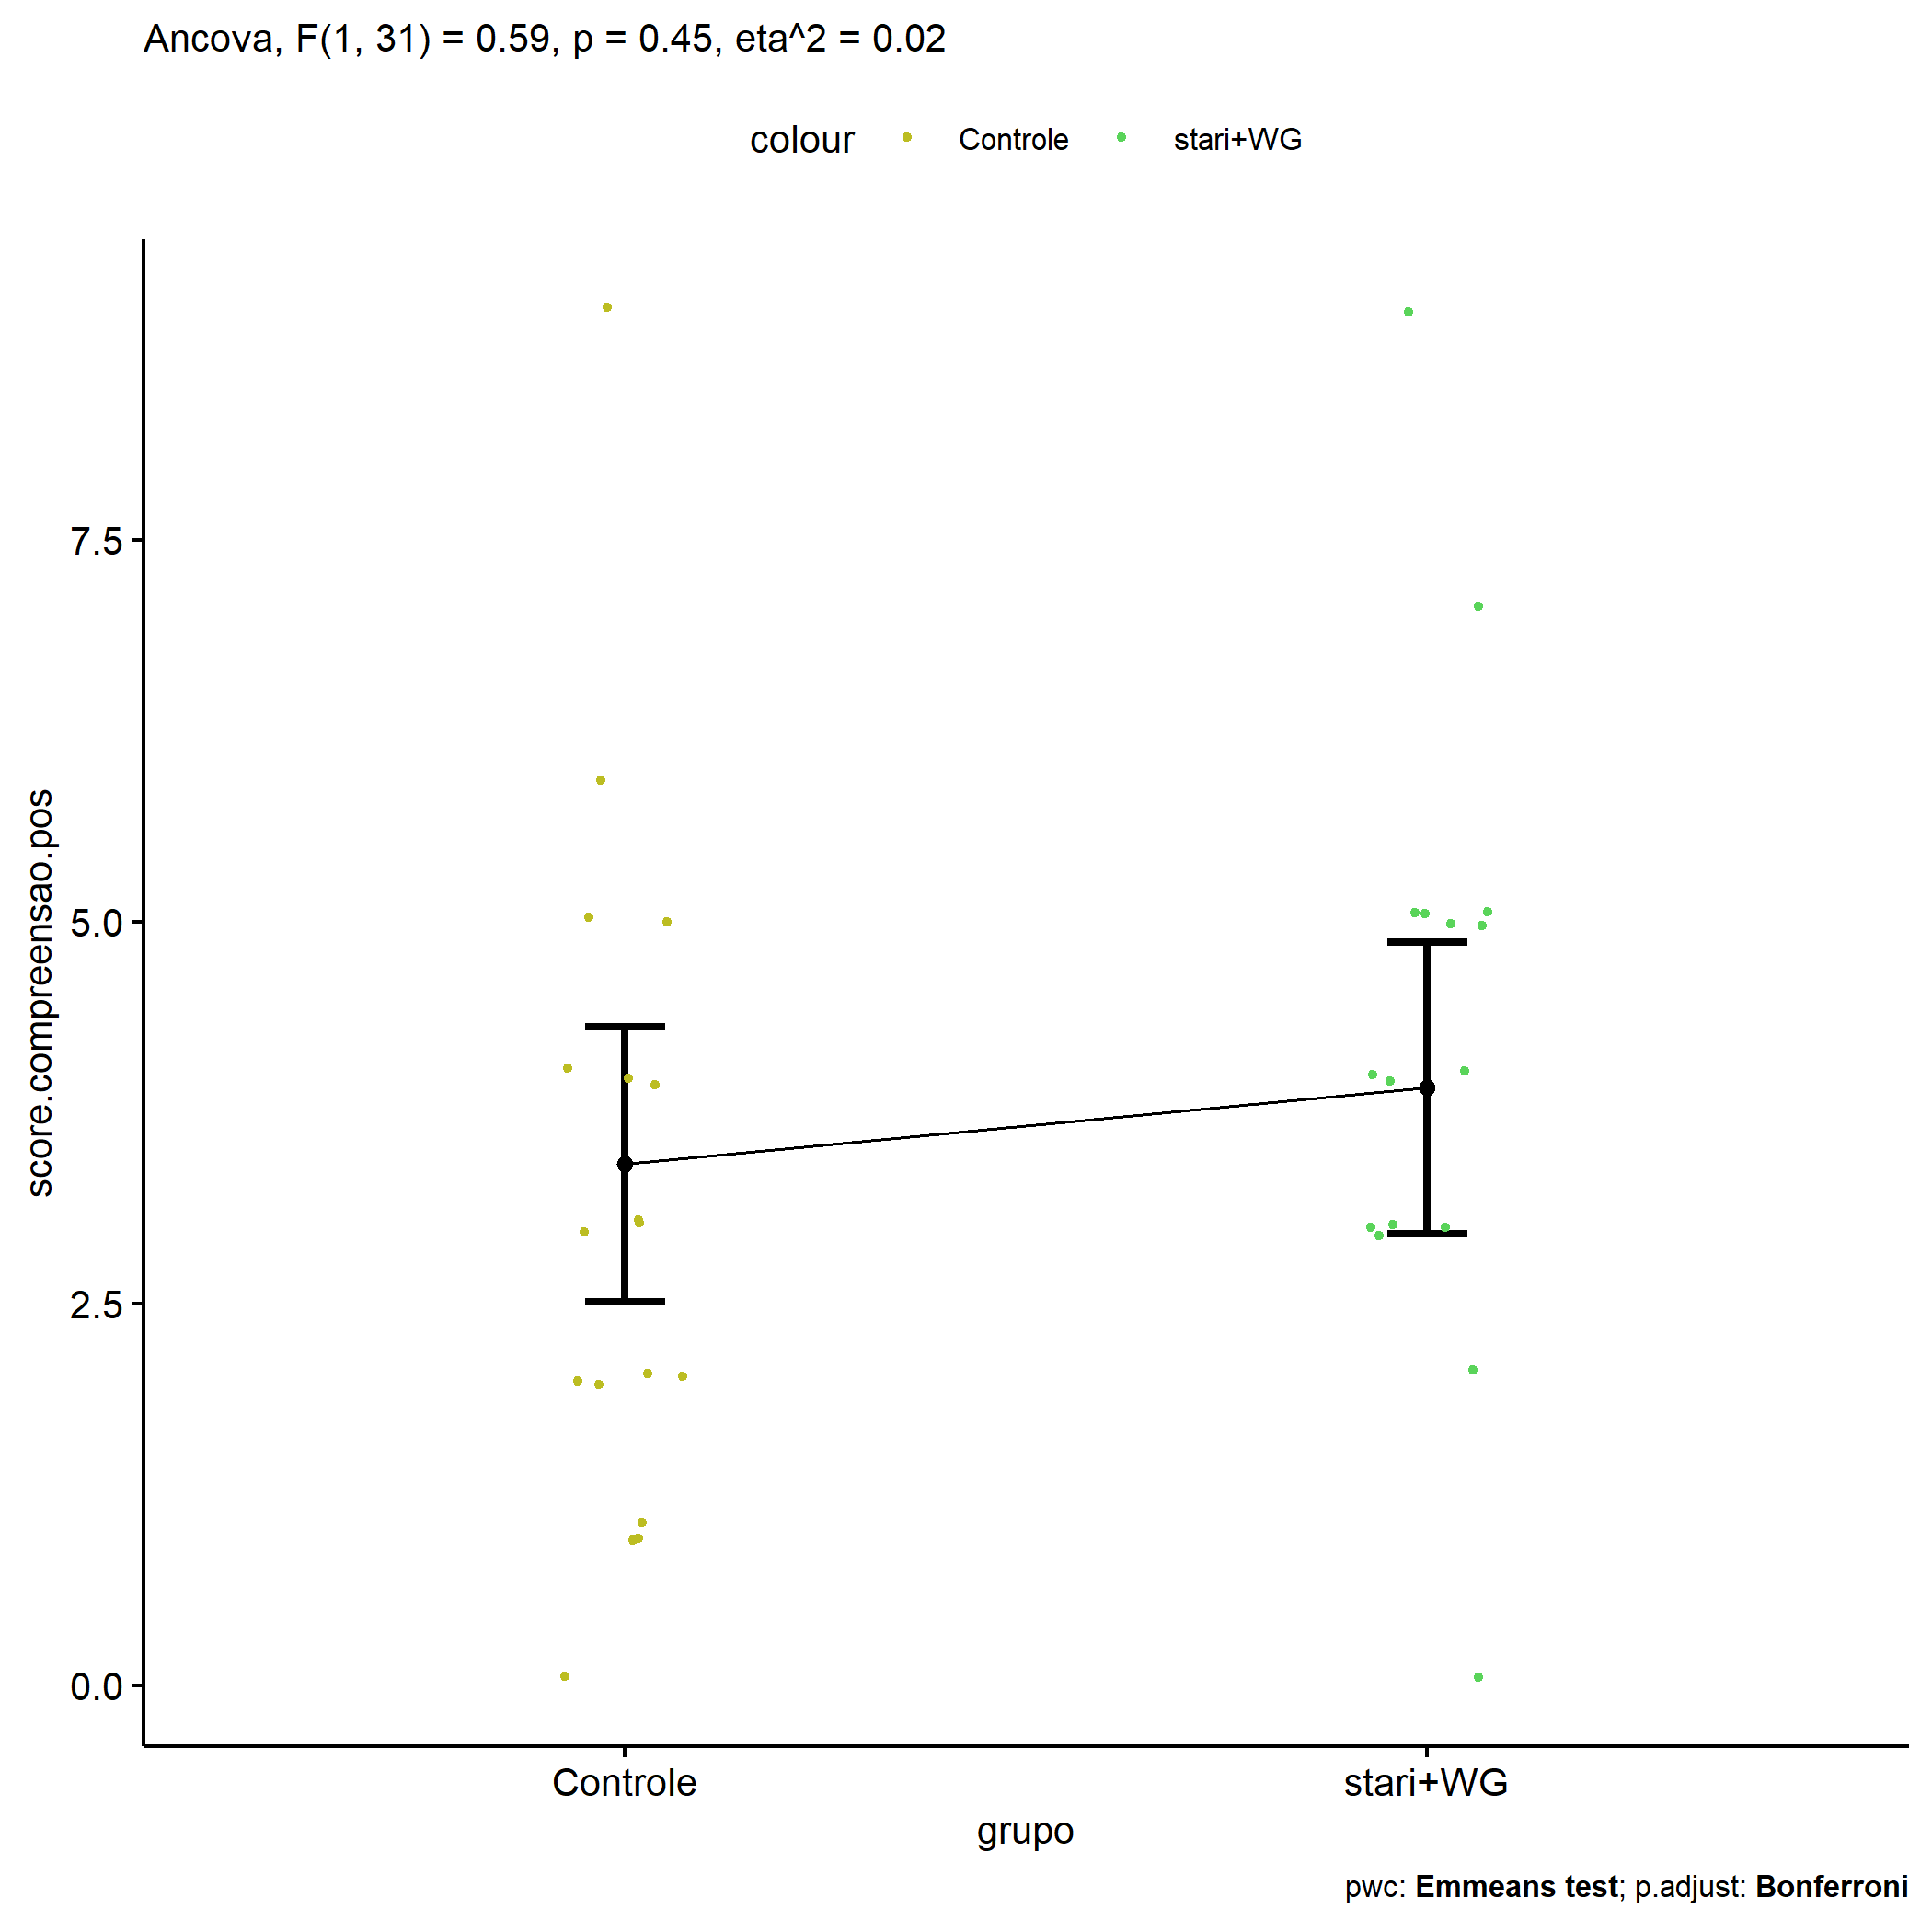 Ancova, F(1, 31) = 0.59, p = 0.45, eta^2 = 0.02
colour Controle stari+WG
score.compreensao.pos
7.5
5.0
2.5
0.0
Controle stari+WG
grupo
pwc: Emmeans test; p.adjust: Bonferroni